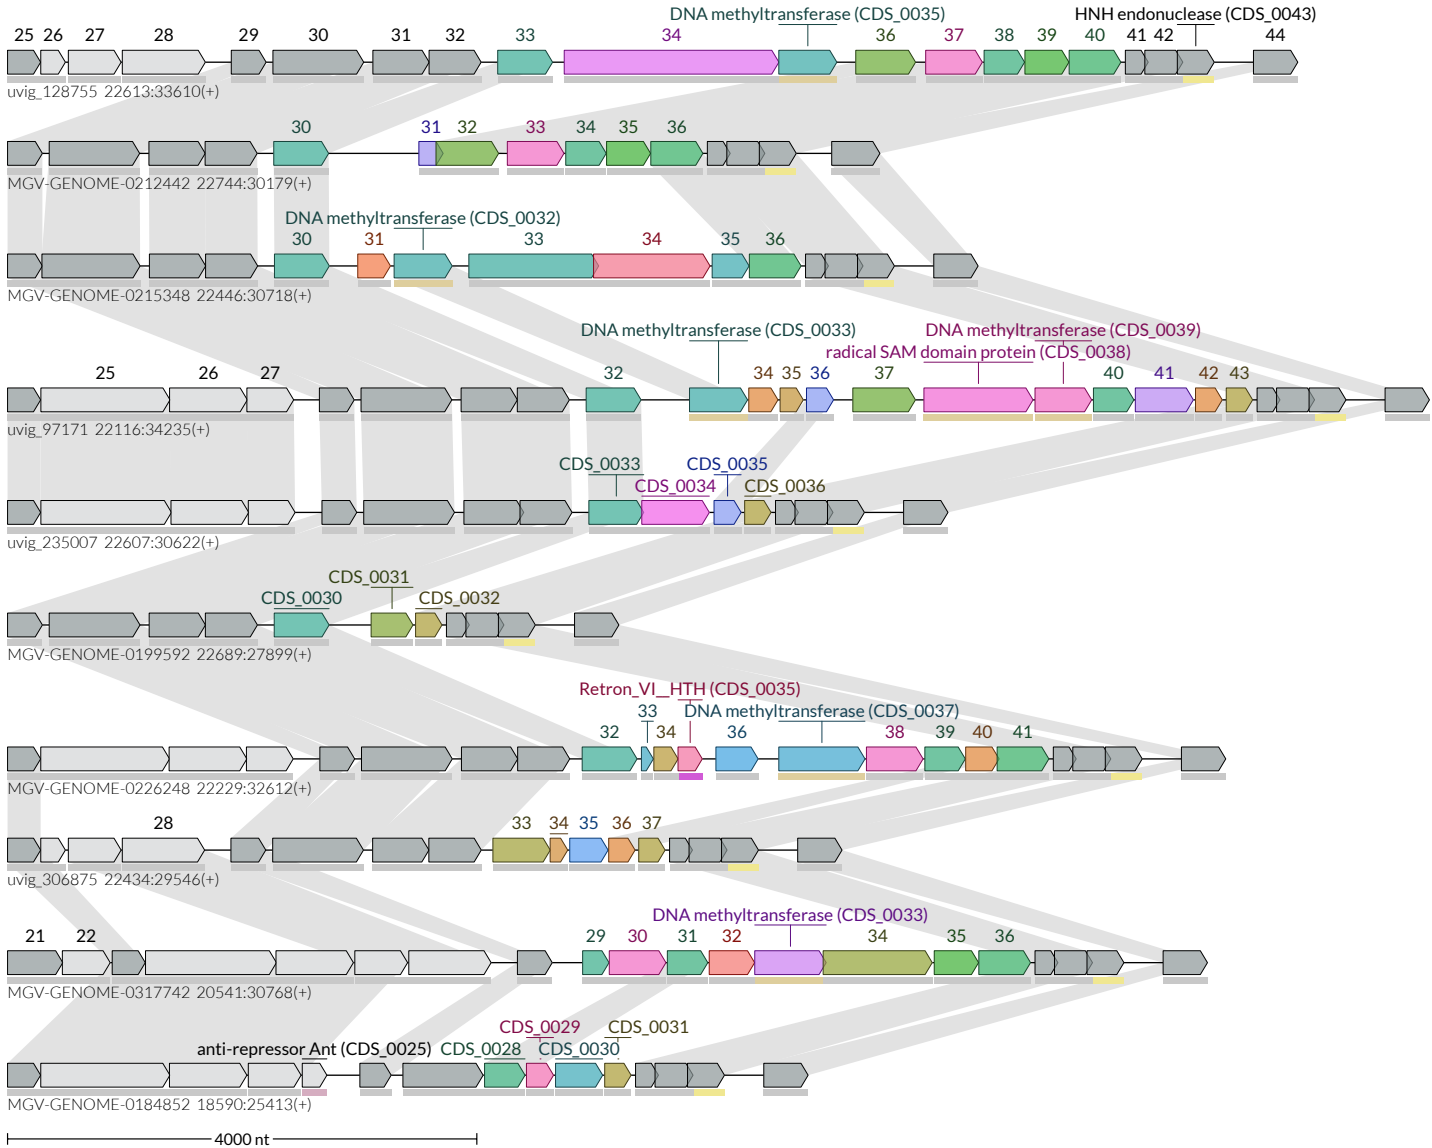 DNA methyltransferase (CDS_0035) HNH endonuclease (CDS_0043)
25 26 27 28 29 30 31 32 33 34 36 37 38 39 40 41 42 44
uvig_128755 22613:33610(+)
30 31 32 33 34 35 36
MGV-GENOME-0212442 22744:30179(+)
DNA methyltransferase (CDS_0032)
30 31 33 34 35 36
MGV-GENOME-0215348 22446:30718(+)
DNA methyltransferase (CDS_0033) DNA methyltransferase (CDS_0039)
radical SAM domain protein (CDS_0038)
25 26 27 32 34 35 36 37 40 41 42 43
uvig_97171 22116:34235(+)
CDS_0033 CDS_0035
CDS_0034 CDS_0036
uvig_235007 22607:30622(+)
CDS_0031
CDS_0030 CDS_0032
MGV-GENOME-0199592 22689:27899(+)
Retron_VI__HTH (CDS_0035)
33 DNA methyltransferase (CDS_0037)
32 34 36 38 39 40 41
MGV-GENOME-0226248 22229:32612(+)
28 33 34 35 36 37
uvig_306875 22434:29546(+)
DNA methyltransferase (CDS_0033)
21 22 29 30 31 32 34 35 36
MGV-GENOME-0317742 20541:30768(+)
CDS_0029 CDS_0031
anti-repressor Ant (CDS_0025) CDS_0028 CDS_0030
MGV-GENOME-0184852 18590:25413(+)
4000 nt